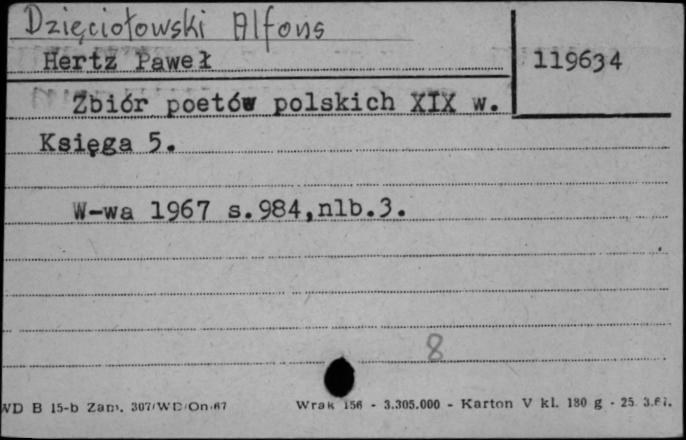 Dzięciołowski Alfons
Hertz Paweł
119634
Zbiór poetów polskich XIX w.
Księga 5.
W-wa 1967 s.984,nlb.3.
8
WD B 15-b Zam. 307/WD/On/67
Wrak 156 - 3.305.000 - Karton V kl. 180 g - 25. 3.67.